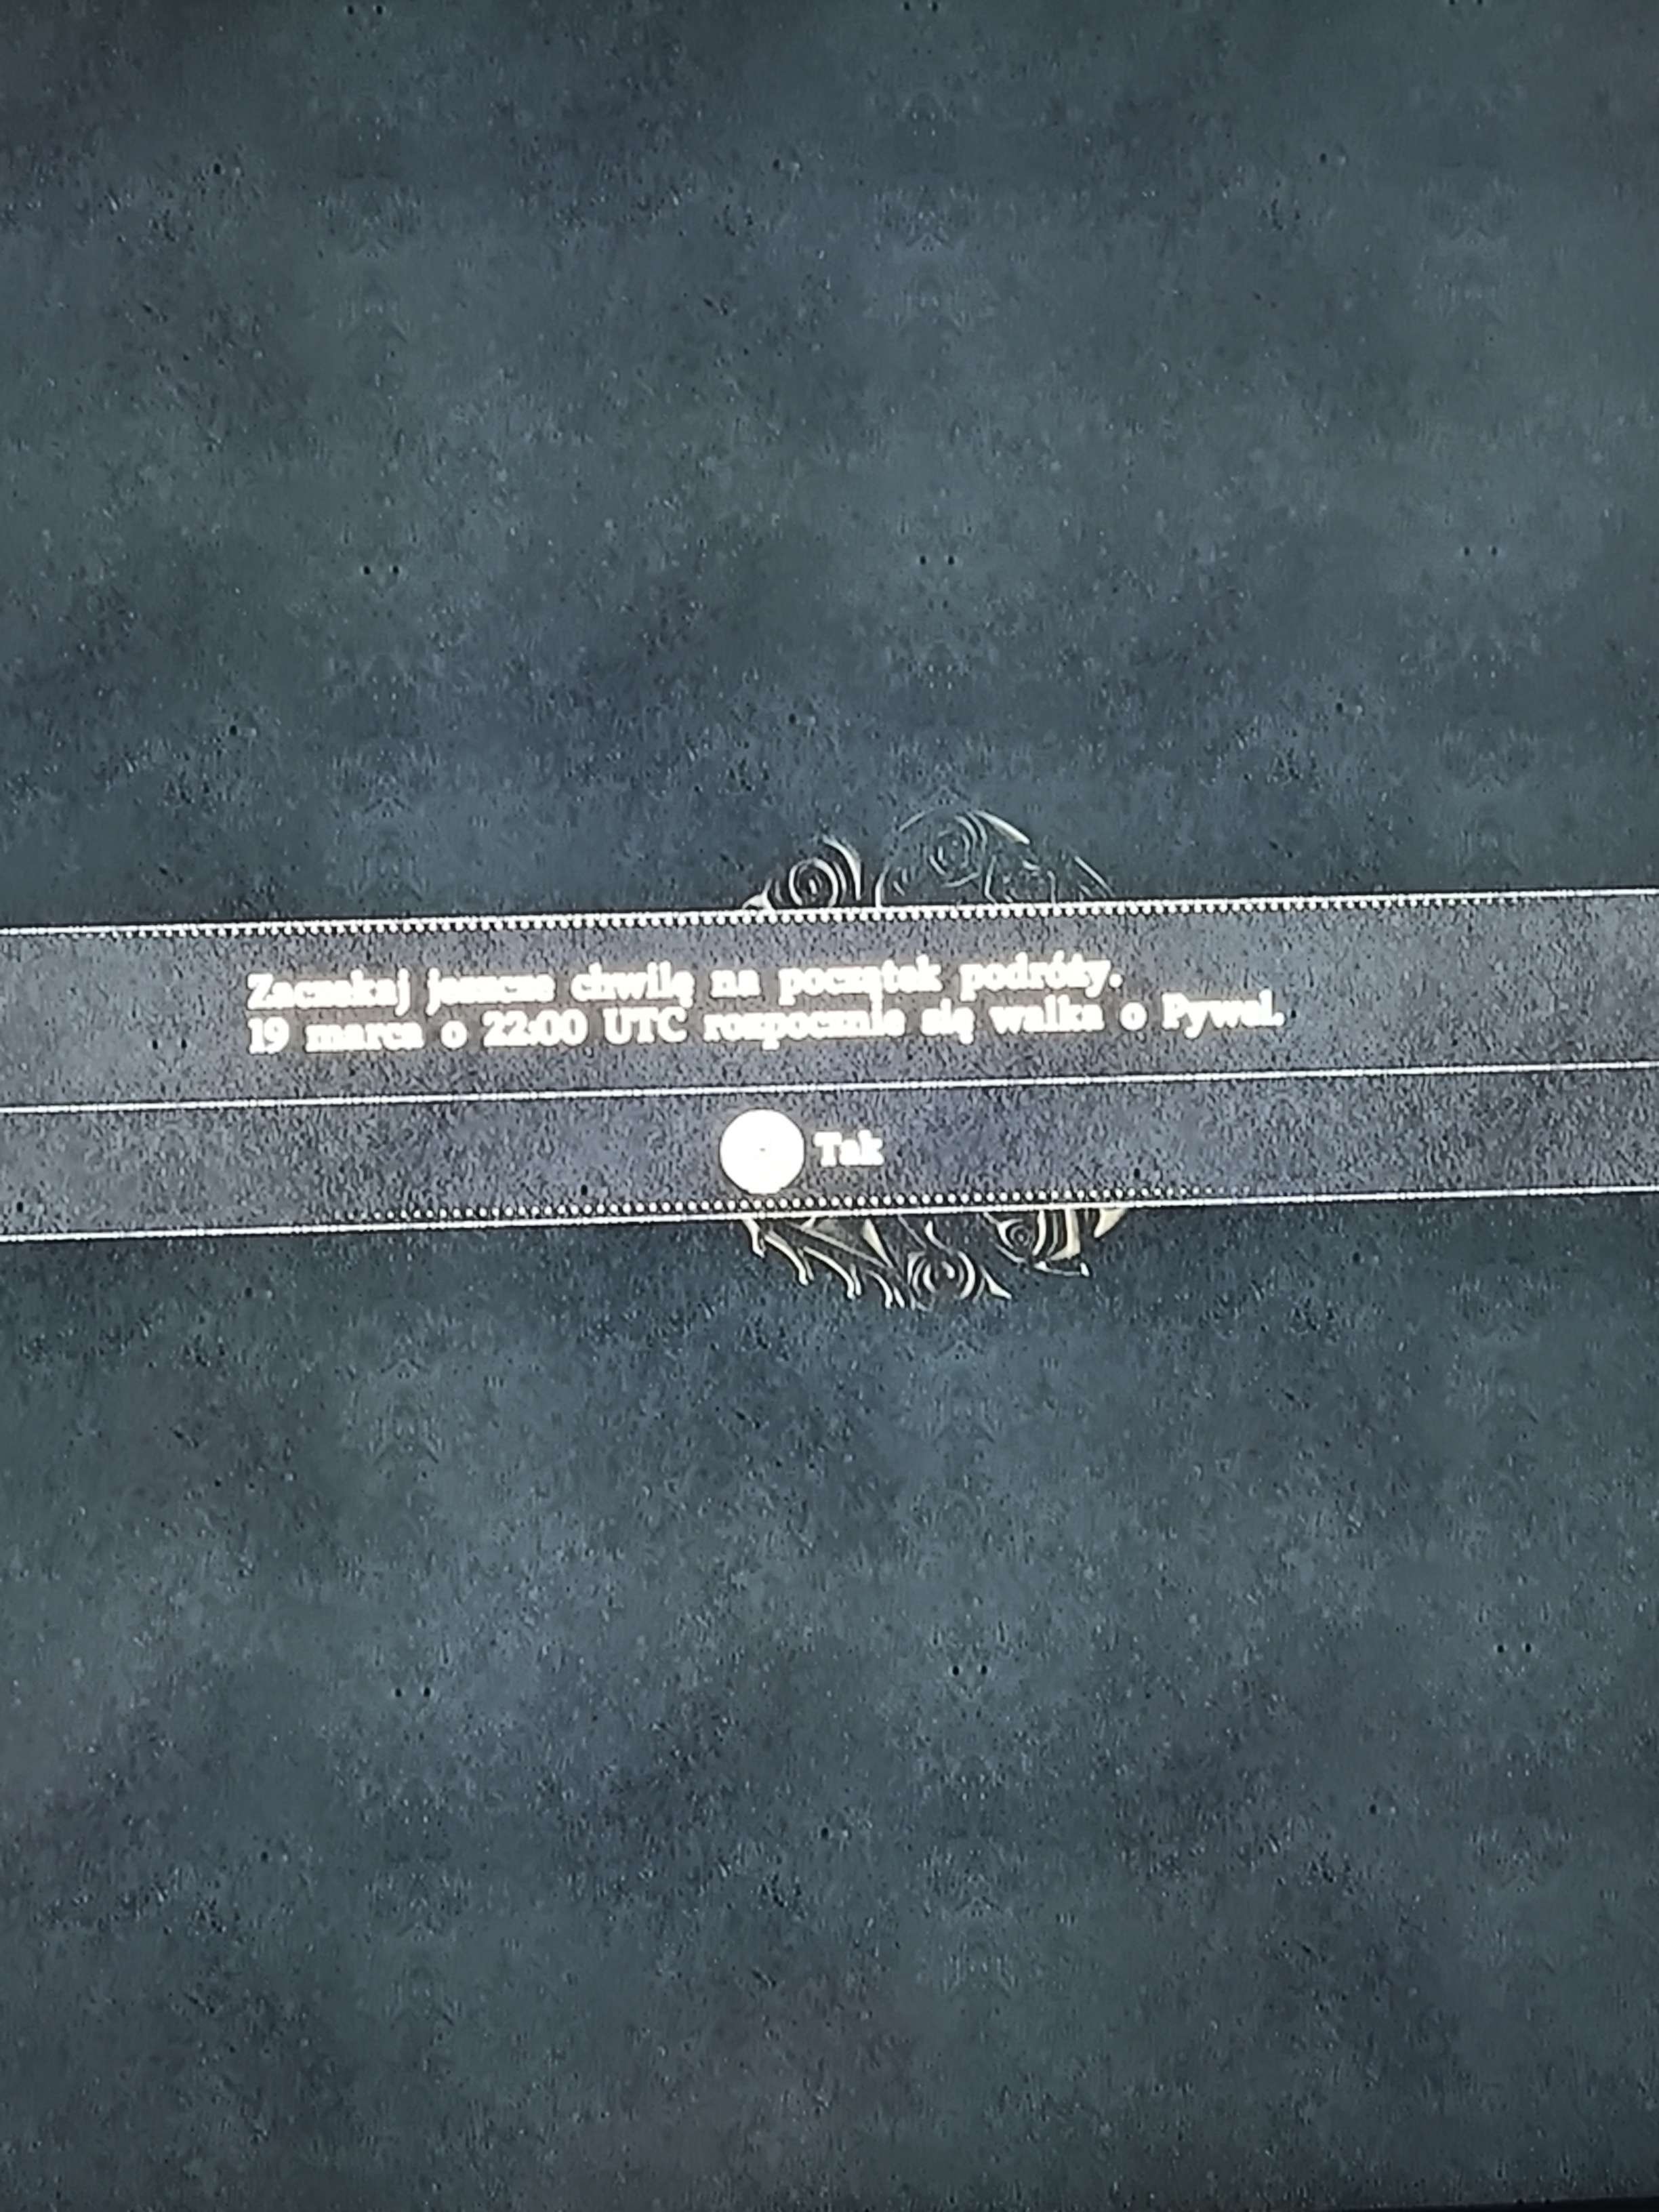 Zaczekaj jeszcze chwilę na początek podróży.
19 marca o 22:00 UTC rozpocznie się walka o Pywel.
Tak